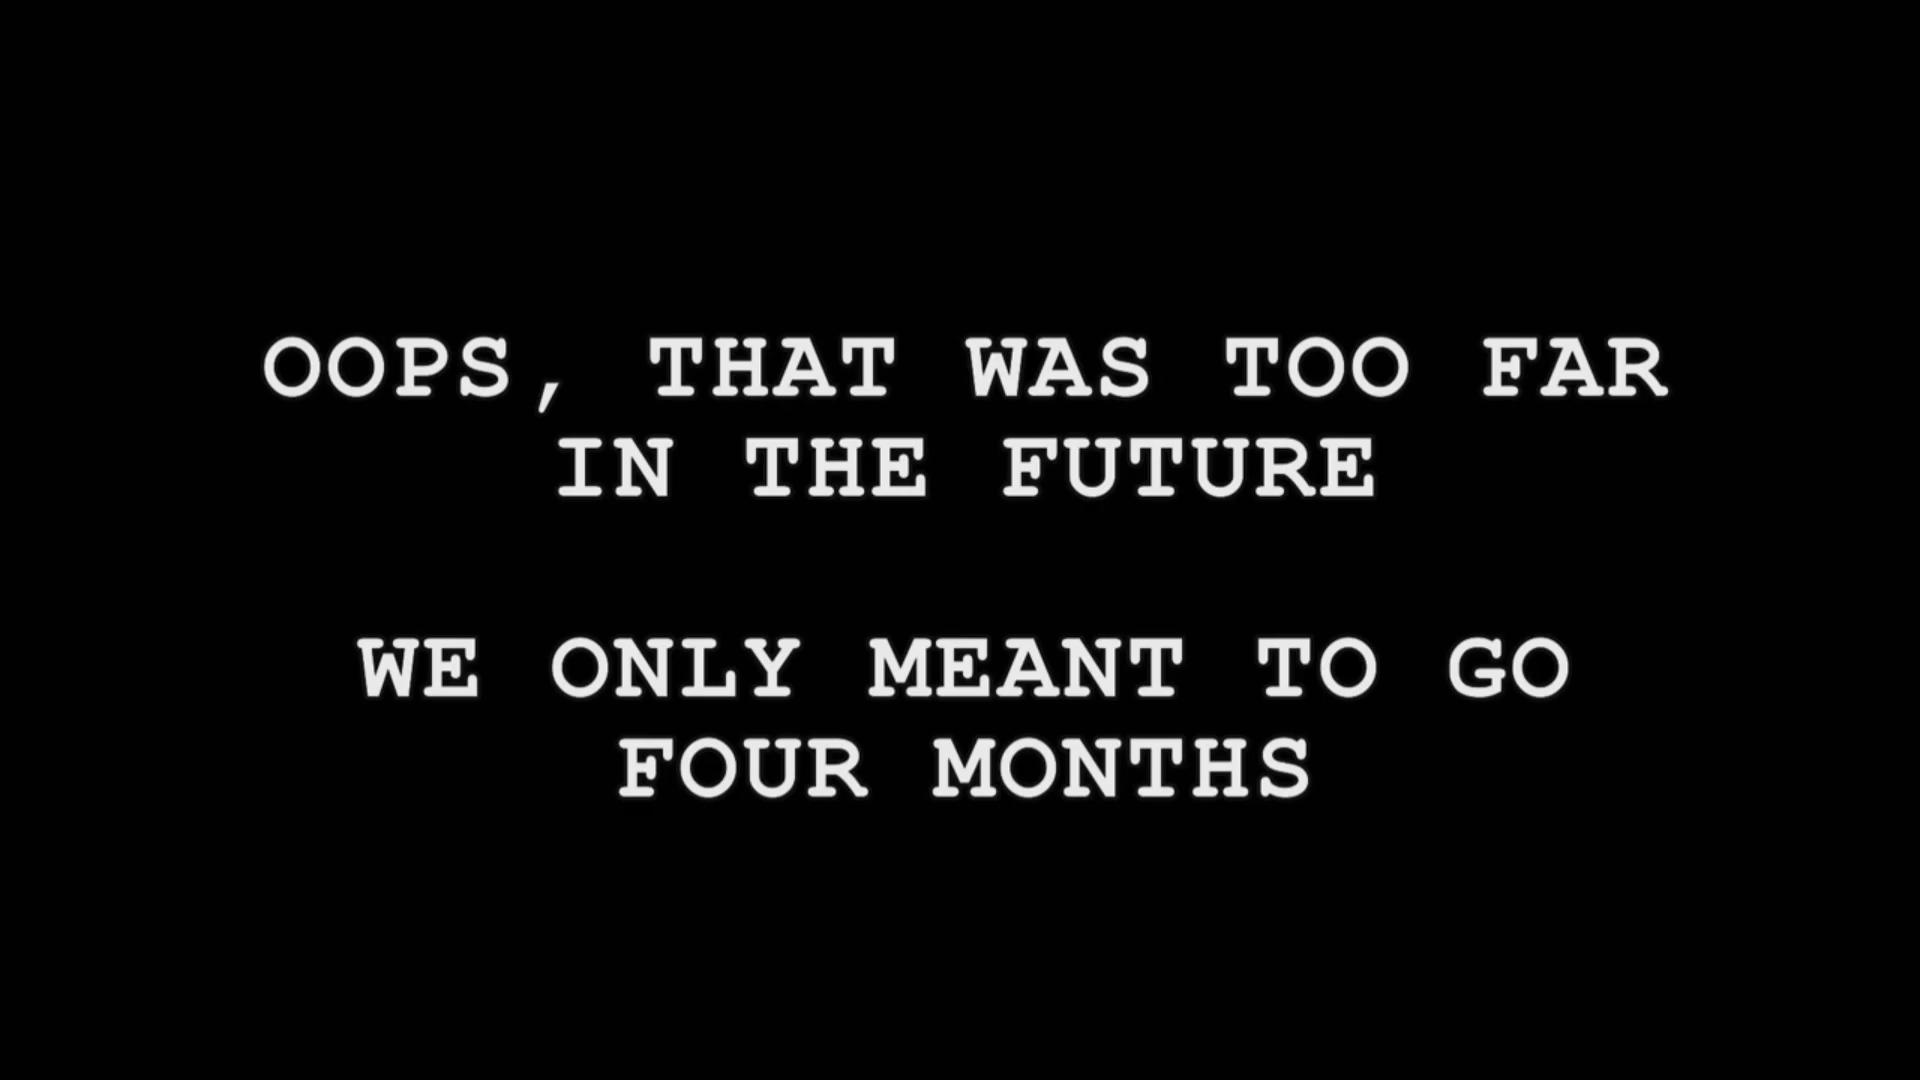 OOPS, THAT WAS TOO FAR
IN THE FUTURE
WE ONLY MEANT TO GO
FOUR MONTHS